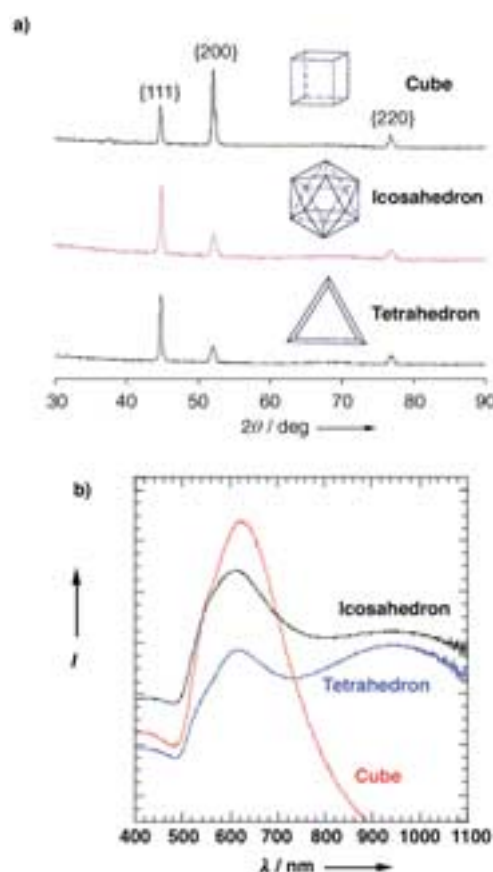 a)
{200}
{111}
Cube
{220}
Icosahedron
Tetrahedron
30 40 50 60 70 80 90
2θ / deg
b)
Icosahedron
I
Tetrahedron
Cube
400 500 600 700 800 900 1000 1100
λ / nm